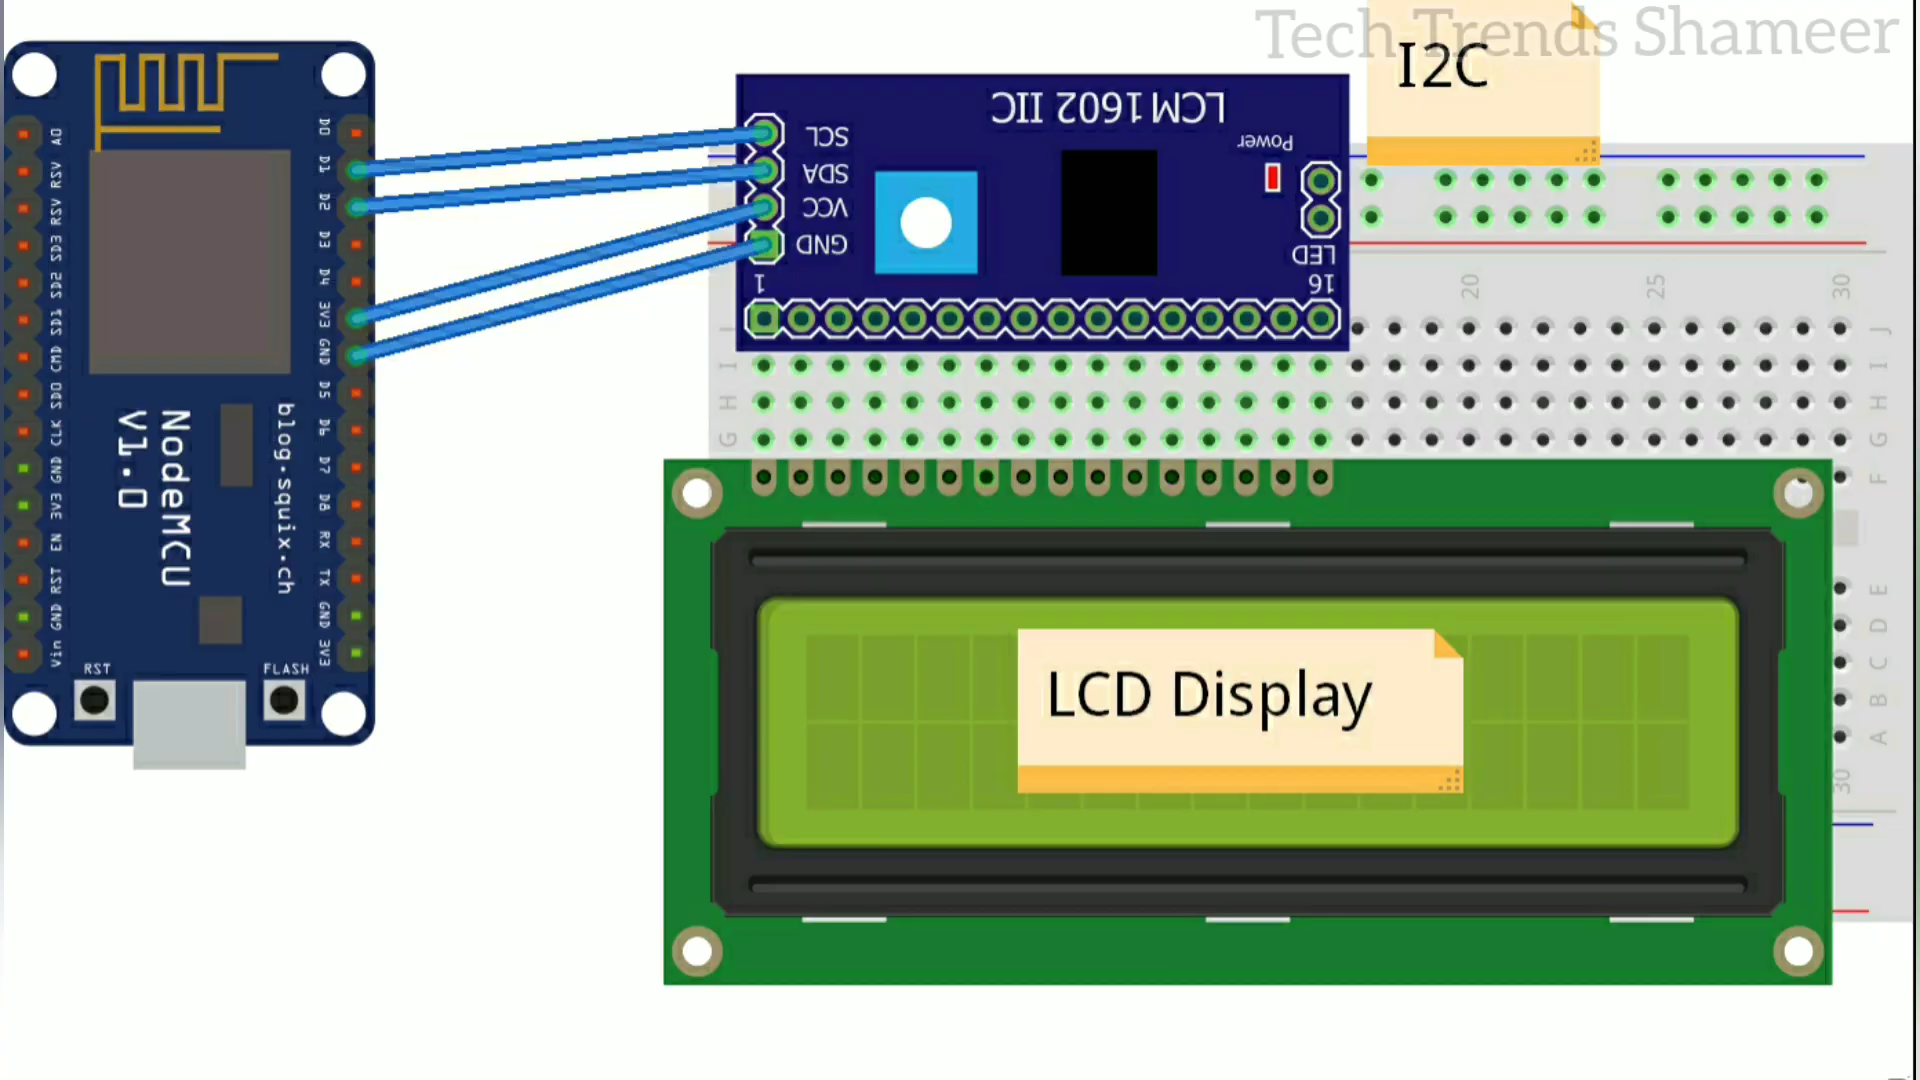 Tech-Trends Shameer
I2C
LCM1602 IIC
SCL
SDA
VCC
GND
Power
LED
1
16
A0
RSV
RSV
SD3
SD2
SD1
CMD
SD0
CLK
GND
3V3
EN
RST
GND
Vin
D0
D1
D2
D3
D4
3V3
GND
D5
D6
D7
D8
RX
TX
GND
3V3
NodeMCU
V1.0
blog.squix.ch
RST
FLASH
20
25
30
J
J
I
I
H
H
G
G
F
E
D
C
B
A
30
LCD Display